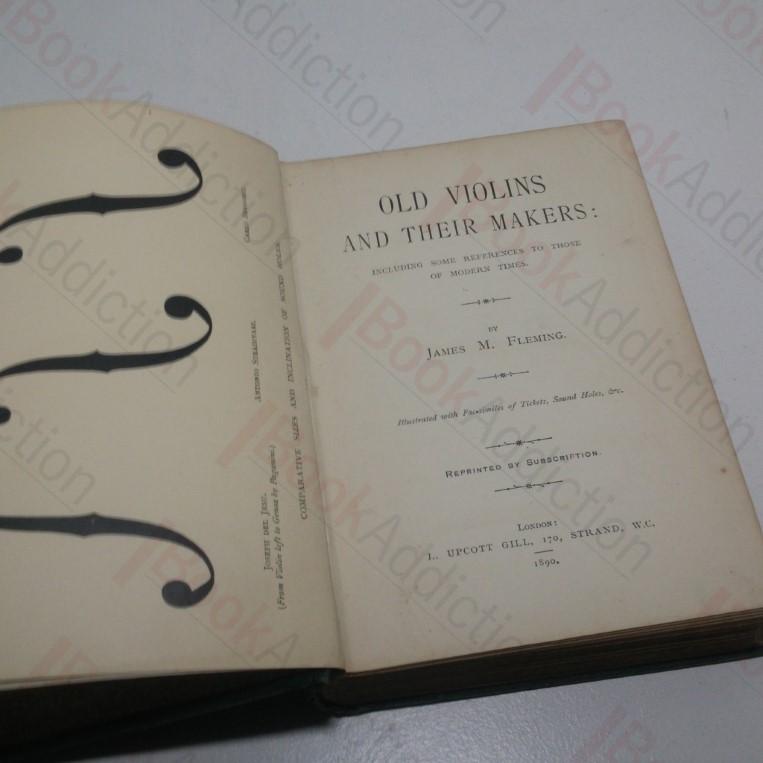 CARLO BERGONZI.
ANTONIO STRADIVARI.
JOSEPH DEL JESU.
(From Violin left to Genoa by Paganini.)
COMPARATIVE SIZES AND INCLINATION OF SOUND HOLES.
OLD VIOLINS
AND THEIR MAKERS:
INCLUDING SOME REFERENCES TO THOSE
OF MODERN TIMES.
BY
JAMES M. FLEMING.
Illustrated with Facsimiles of Tickets, Sound Holes, &c.
REPRINTED BY SUBSCRIPTION.
LONDON:
L. UPCOTT GILL, 170, STRAND, W.C.
1890.
BookAddiction